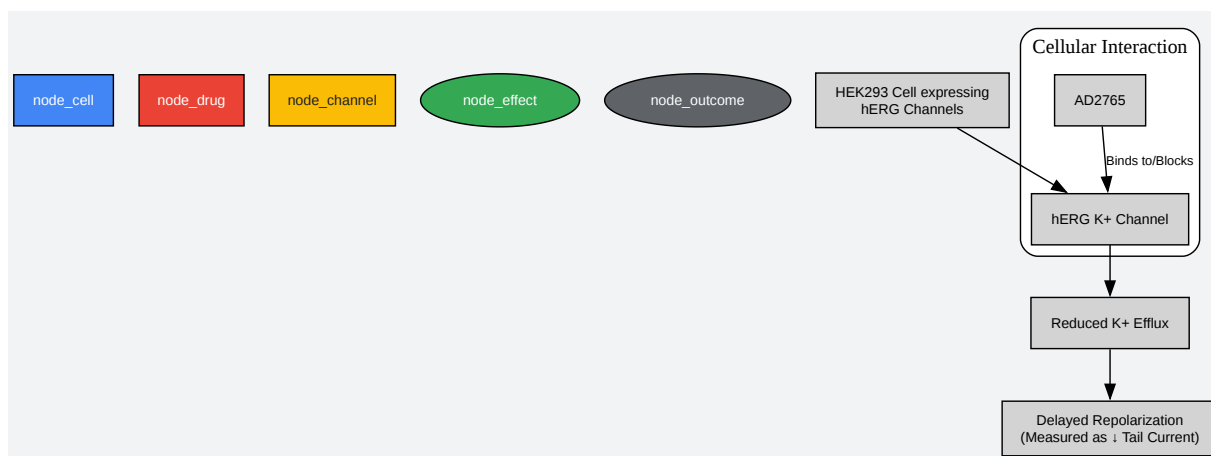 Cellular Interaction
node_cell
node_drug
node_channel
node_effect
node_outcome
HEK293 Cell expressing
hERG Channels
AD2765
Binds to/Blocks
hERG K+ Channel
Reduced K+ Efflux
Delayed Repolarization
(Measured as ↓ Tail Current)